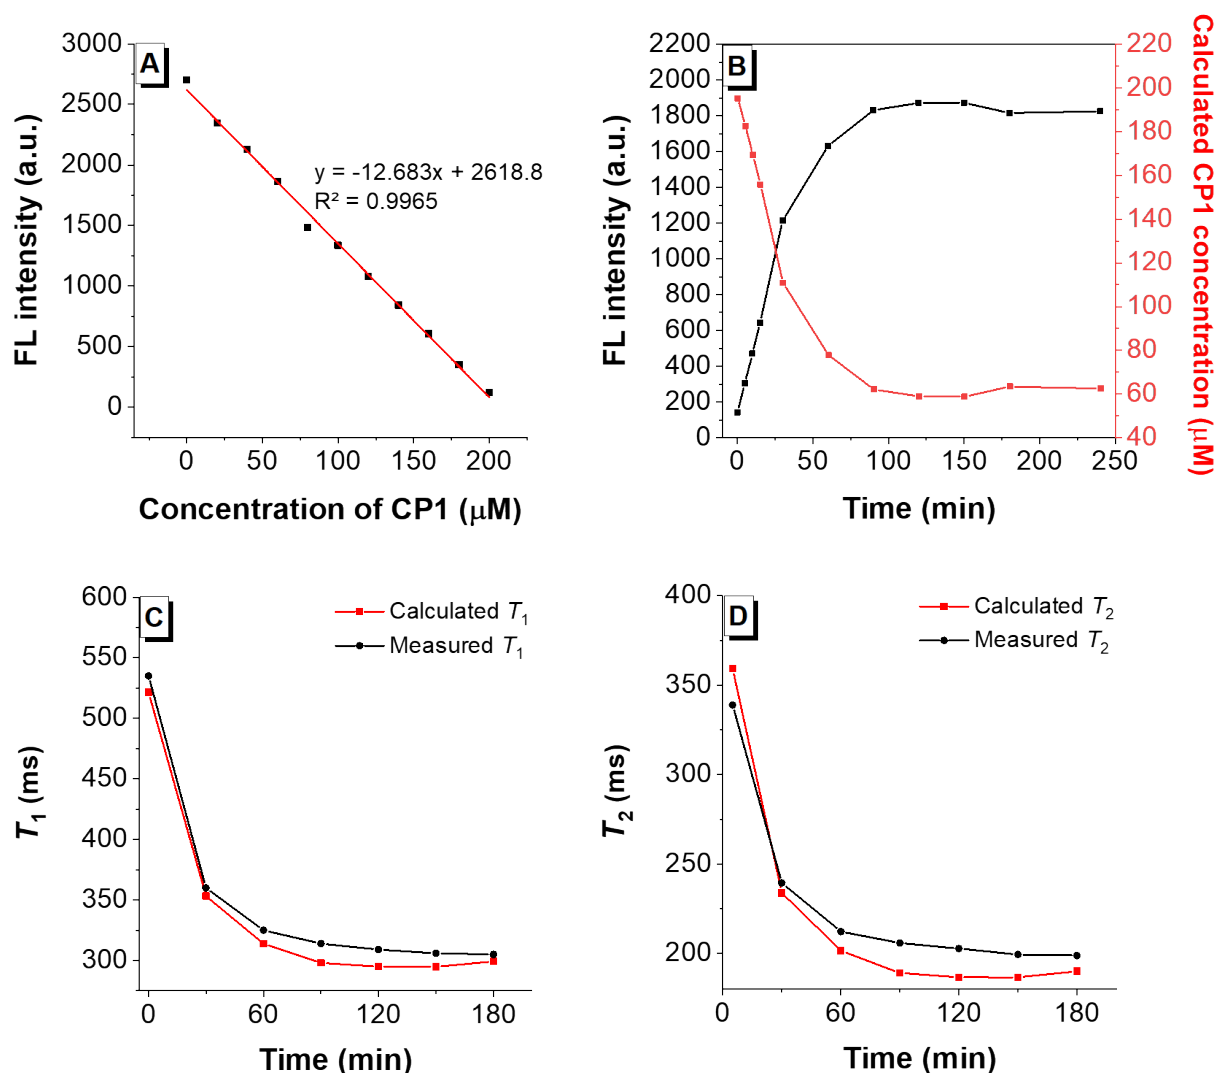 A
3000
2500
2000
1500
1000
500
0
FL intensity (a.u.)
y = -12.683x + 2618.8
R² = 0.9965
0 50 100 150 200
Concentration of CP1 (μM)
B
2200
2000
1800
1600
1400
1200
1000
800
600
400
200
0
FL intensity (a.u.)
220
200
180
160
140
120
100
80
60
40
Calculated CP1 concentration (μM)
0 50 100 150 200 250
Time (min)
C
600
550
500
450
400
350
300
T₁ (ms)
Calculated T₁
Measured T₁
0 60 120 180
Time (min)
D
400
350
300
250
200
T₂ (ms)
Calculated T₂
Measured T₂
0 60 120 180
Time (min)